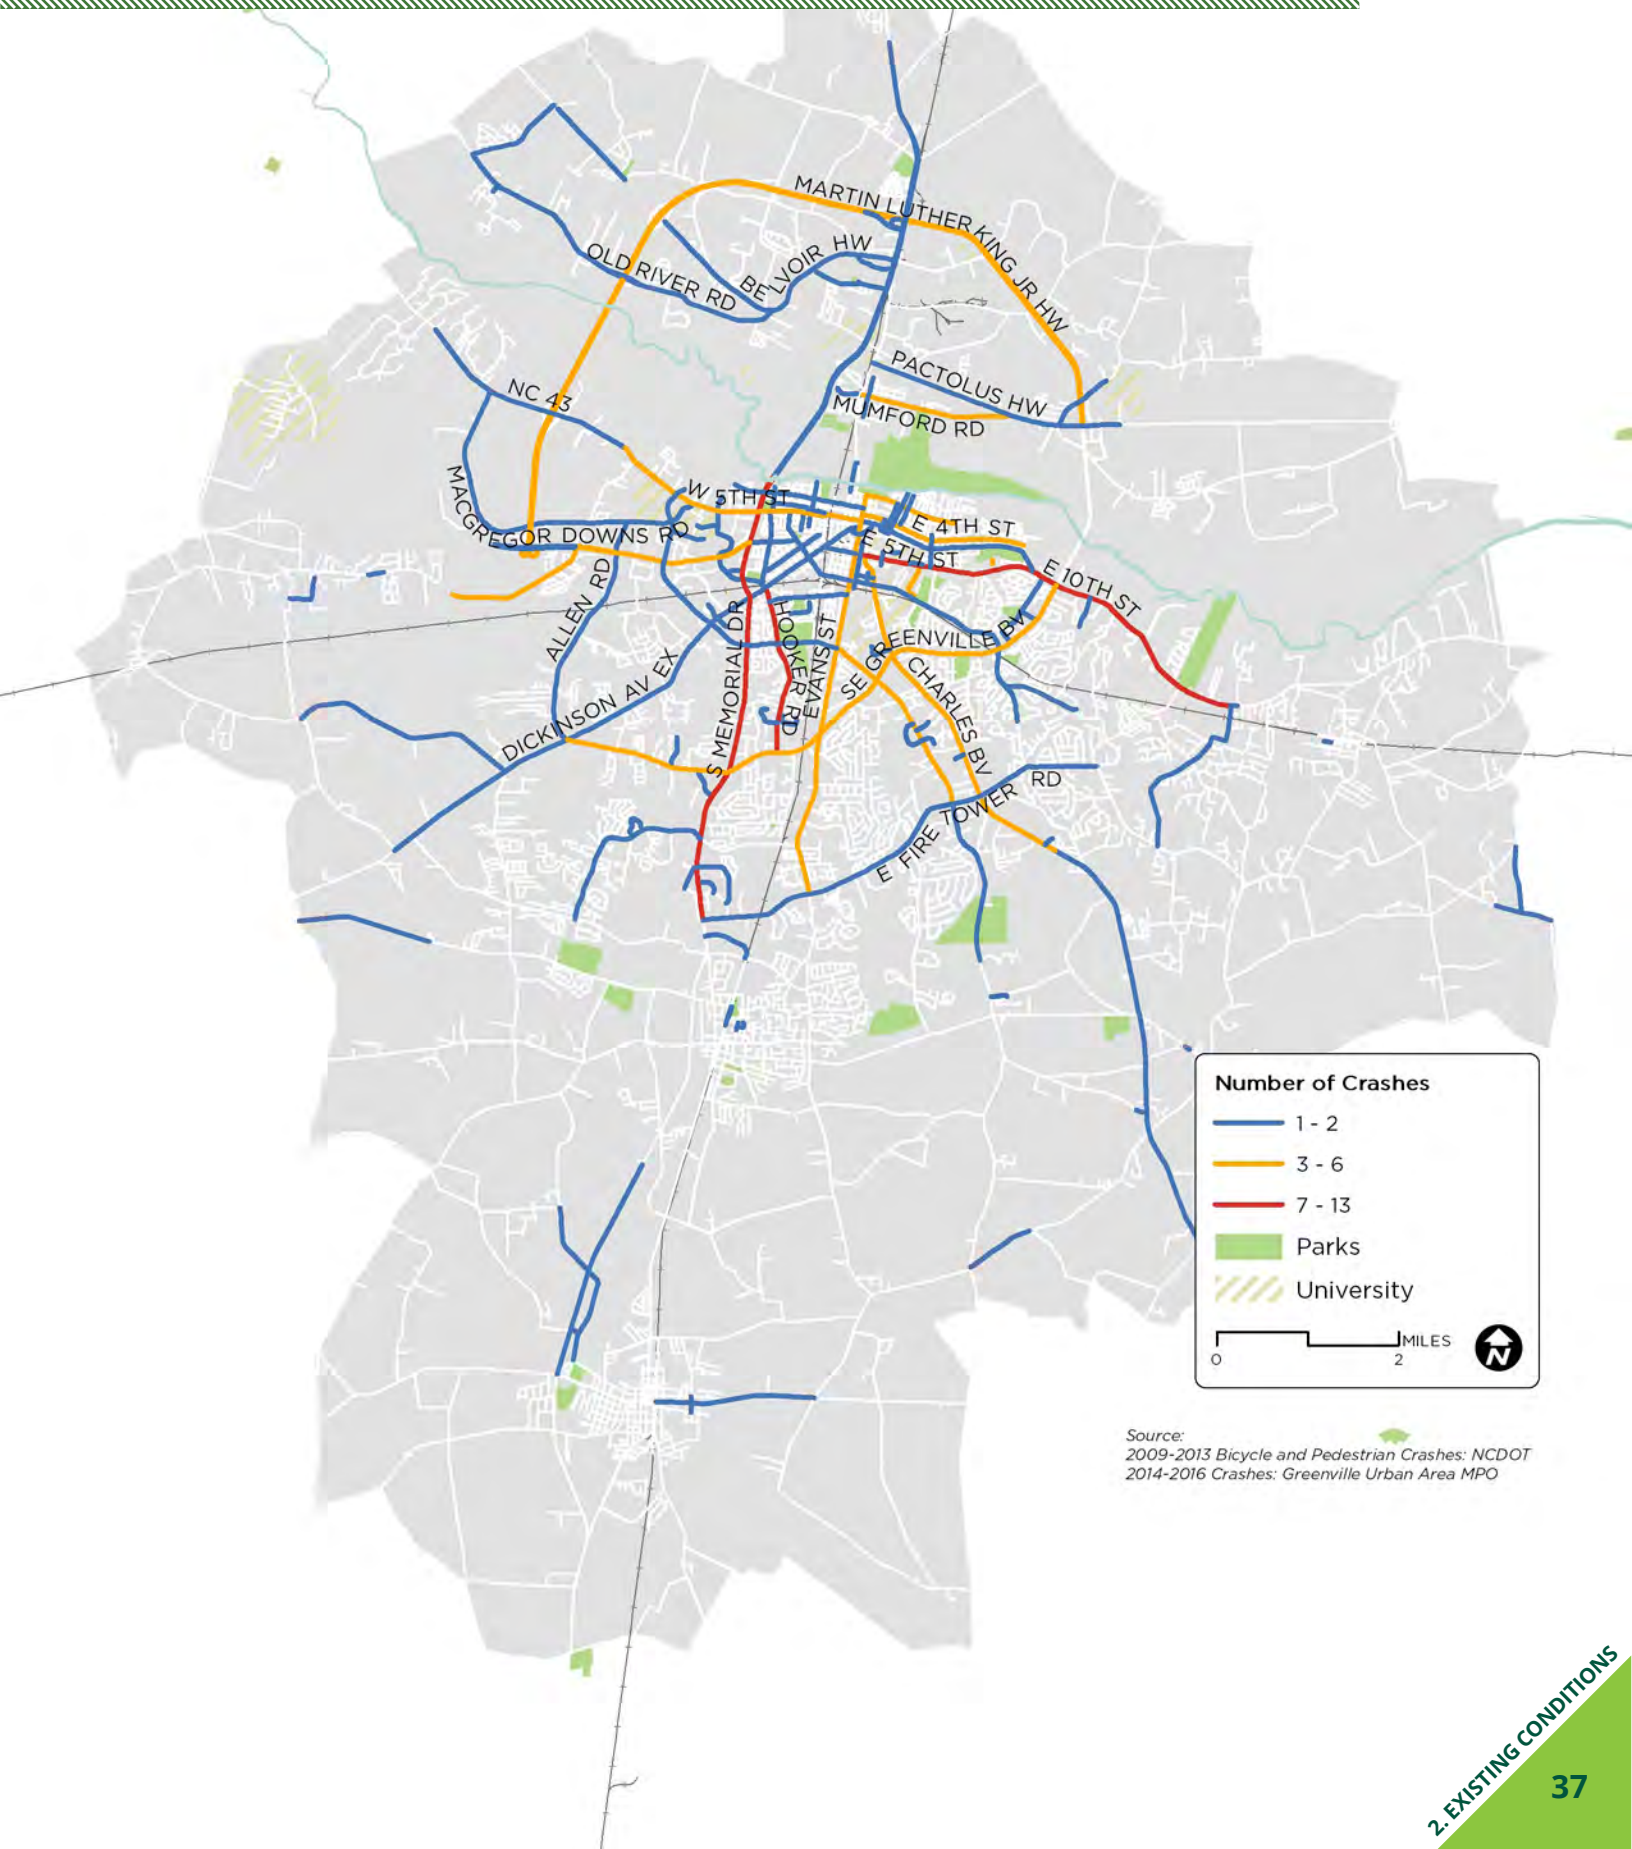 MARTIN LUTHER KING JR HW
OLD RIVER RD
BELVOIR HW
NC 43
PACTOLUS HW
MUMFORD RD
MACGREGOR DOWNS RD
W 5TH ST
E 4TH ST
E 5TH ST
E 10TH ST
ALLEN RD
DICKINSON AV EX
S MEMORIAL DR
HOOKER RD
EVANS ST
SE GREENVILLE BV
CHARLES BV
E FIRE TOWER RD
Number of Crashes
1 - 2
3 - 6
7 - 13
Parks
University
MILES
0 2
N
Source:
2009-2013 Bicycle and Pedestrian Crashes: NCDOT
2014-2016 Crashes: Greenville Urban Area MPO
2. EXISTING CONDITIONS
37